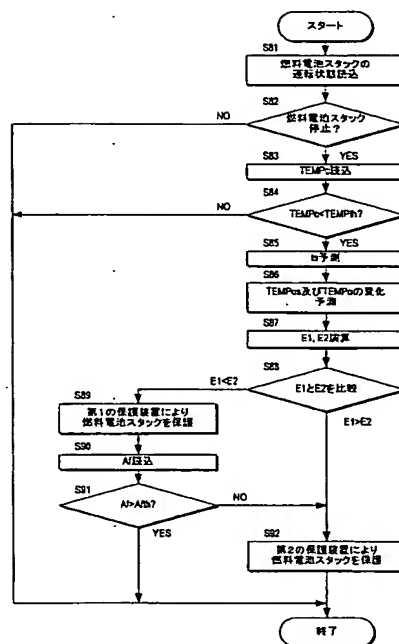 スタート
S81
燃料電池スタックの
運転状態読込
S82
燃料電池スタック
停止?
NO
YES
S83
TEMPc読込
S84
TEMPc<TEMPth?
NO
YES
S85
ts予測
S86
TEMPcs及びTEMPoの変化
予測
S87
E1,E2演算
S88
E1とE2を比較
E1<E2
E1>E2
S89
第1の保護装置により
燃料電池スタックを保護
S90
Af読込
S91
Af>Afth?
NO
YES
S92
第2の保護装置により
燃料電池スタックを保護
終了